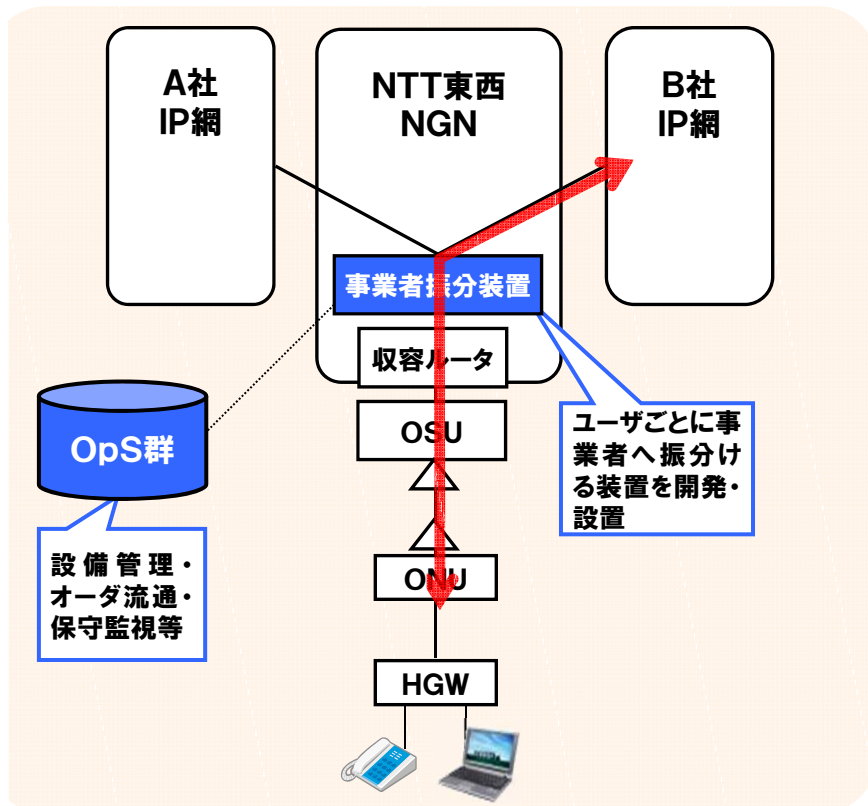 A社
IP網
NTT東西
NGN
B社
IP網
事業者振分装置
収容ルータ
OSU
OpS群
ユーザごとに事
業者へ振分け
る装置を開発・
設置
設備管理・
オーダ流通・
保守監視等
ONU
HGW